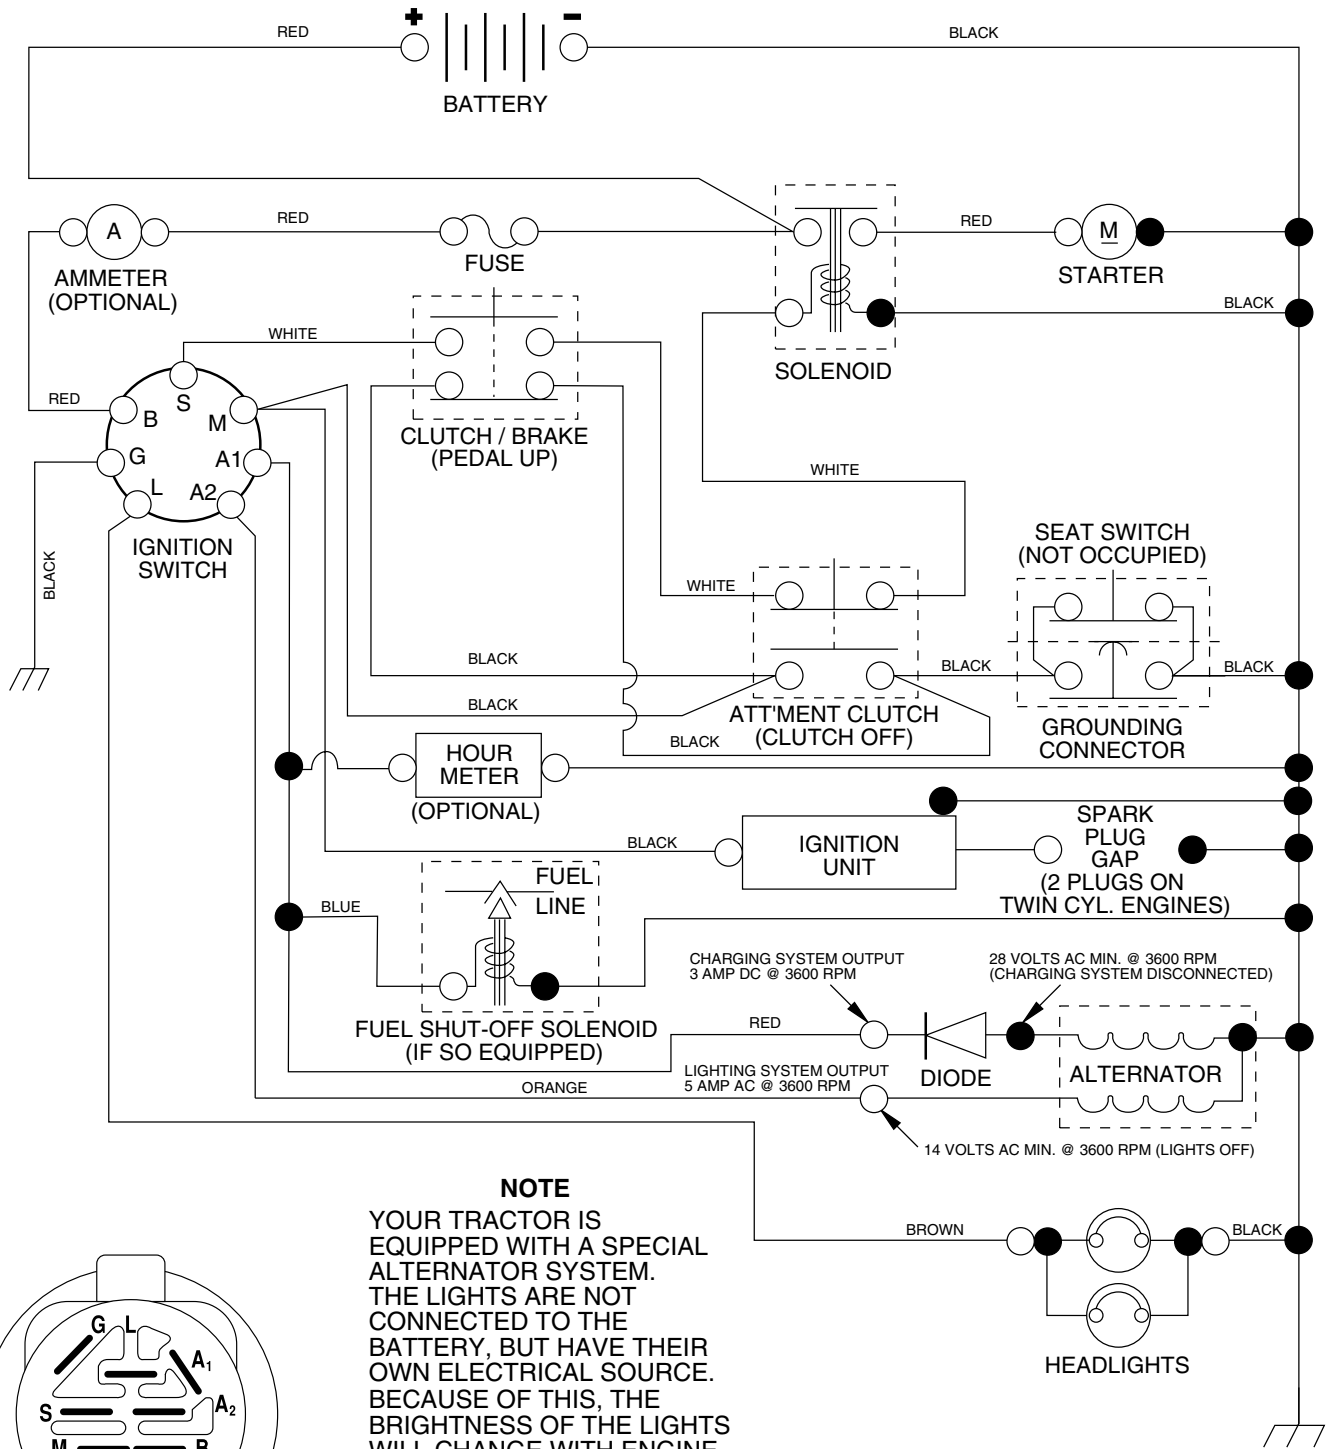 RED
+
-
BLACK
BATTERY
A
RED
RED
M
AMMETER
(OPTIONAL)
FUSE
STARTER
BLACK
WHITE
SOLENOID
RED
B
S
M
G
A1
L
A2
CLUTCH / BRAKE
(PEDAL UP)
WHITE
IGNITION
SWITCH
BLACK
SEAT SWITCH
(NOT OCCUPIED)
WHITE
BLACK
BLACK
BLACK
BLACK
ATT'MENT CLUTCH
(CLUTCH OFF)
BLACK
GROUNDING
CONNECTOR
HOUR
METER
(OPTIONAL)
BLACK
IGNITION
UNIT
SPARK
PLUG
GAP
(2 PLUGS ON
TWIN CYL. ENGINES)
FUEL
LINE
BLUE
CHARGING SYSTEM OUTPUT
3 AMP DC @ 3600 RPM
28 VOLTS AC MIN. @ 3600 RPM
(CHARGING SYSTEM DISCONNECTED)
FUEL SHUT-OFF SOLENOID
(IF SO EQUIPPED)
RED
DIODE
ALTERNATOR
LIGHTING SYSTEM OUTPUT
5 AMP AC @ 3600 RPM
ORANGE
14 VOLTS AC MIN. @ 3600 RPM (LIGHTS OFF)
NOTE
YOUR TRACTOR IS
EQUIPPED WITH A SPECIAL
ALTERNATOR SYSTEM.
THE LIGHTS ARE NOT
CONNECTED TO THE
BATTERY, BUT HAVE THEIR
OWN ELECTRICAL SOURCE.
BECAUSE OF THIS, THE
BRIGHTNESS OF THE LIGHTS
WILL CHANGE WITH ENGINE
BROWN
BLACK
HEADLIGHTS
G
L
A1
A2
S
M
B